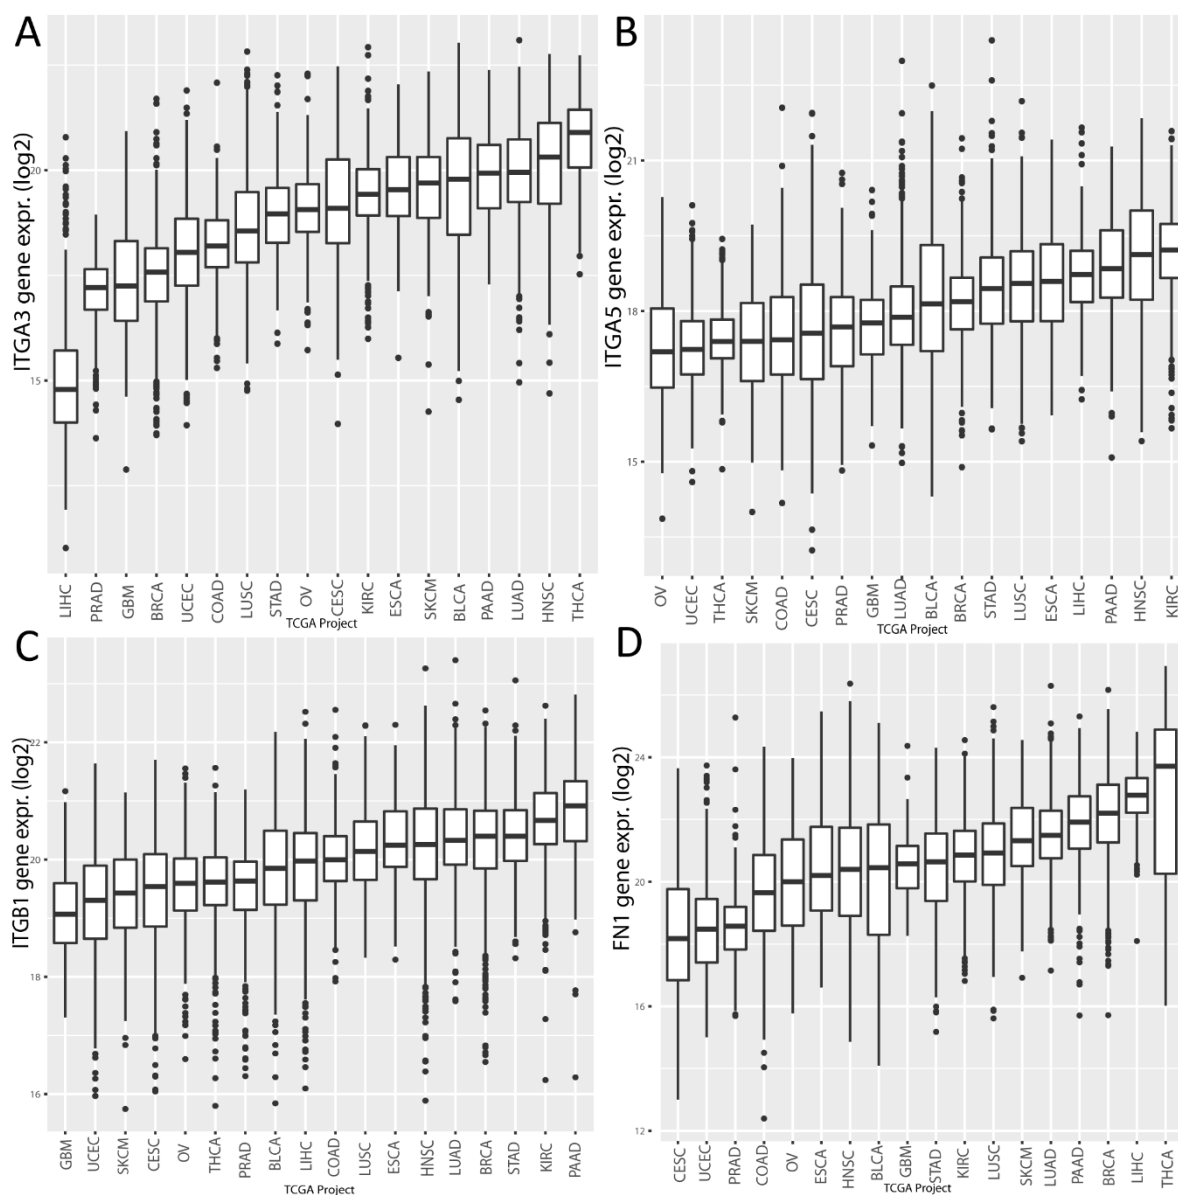 A
ITGA3 gene expr. (log2)
20
15
LIHC PRAD GBM BRCA UCEC COAD LUSC STAD OV CESC KIRC ESCA SKCM BLCA PAAD LUAD HNSC THCA
TCGA Project
B
ITGA5 gene expr. (log2)
21
18
15
OV UCEC THCA SKCM COAD CESC PRAD GBM LUAD BLCA BRCA STAD LUSC ESCA LIHC PAAD HNSC KIRC
TCGA Project
C
ITGB1 gene expr. (log2)
22
20
18
16
GBM UCEC SKCM CESC OV THCA PRAD BLCA LIHC COAD LUSC ESCA HNSC LUAD BRCA STAD KIRC PAAD
TCGA Project
D
FN1 gene expr. (log2)
24
20
16
12
CESC UCEC PRAD COAD OV ESCA HNSC BLCA GBM STAD KIRC LUSC SKCM LUAD PAAD BRCA LIHC THCA
TCGA Project